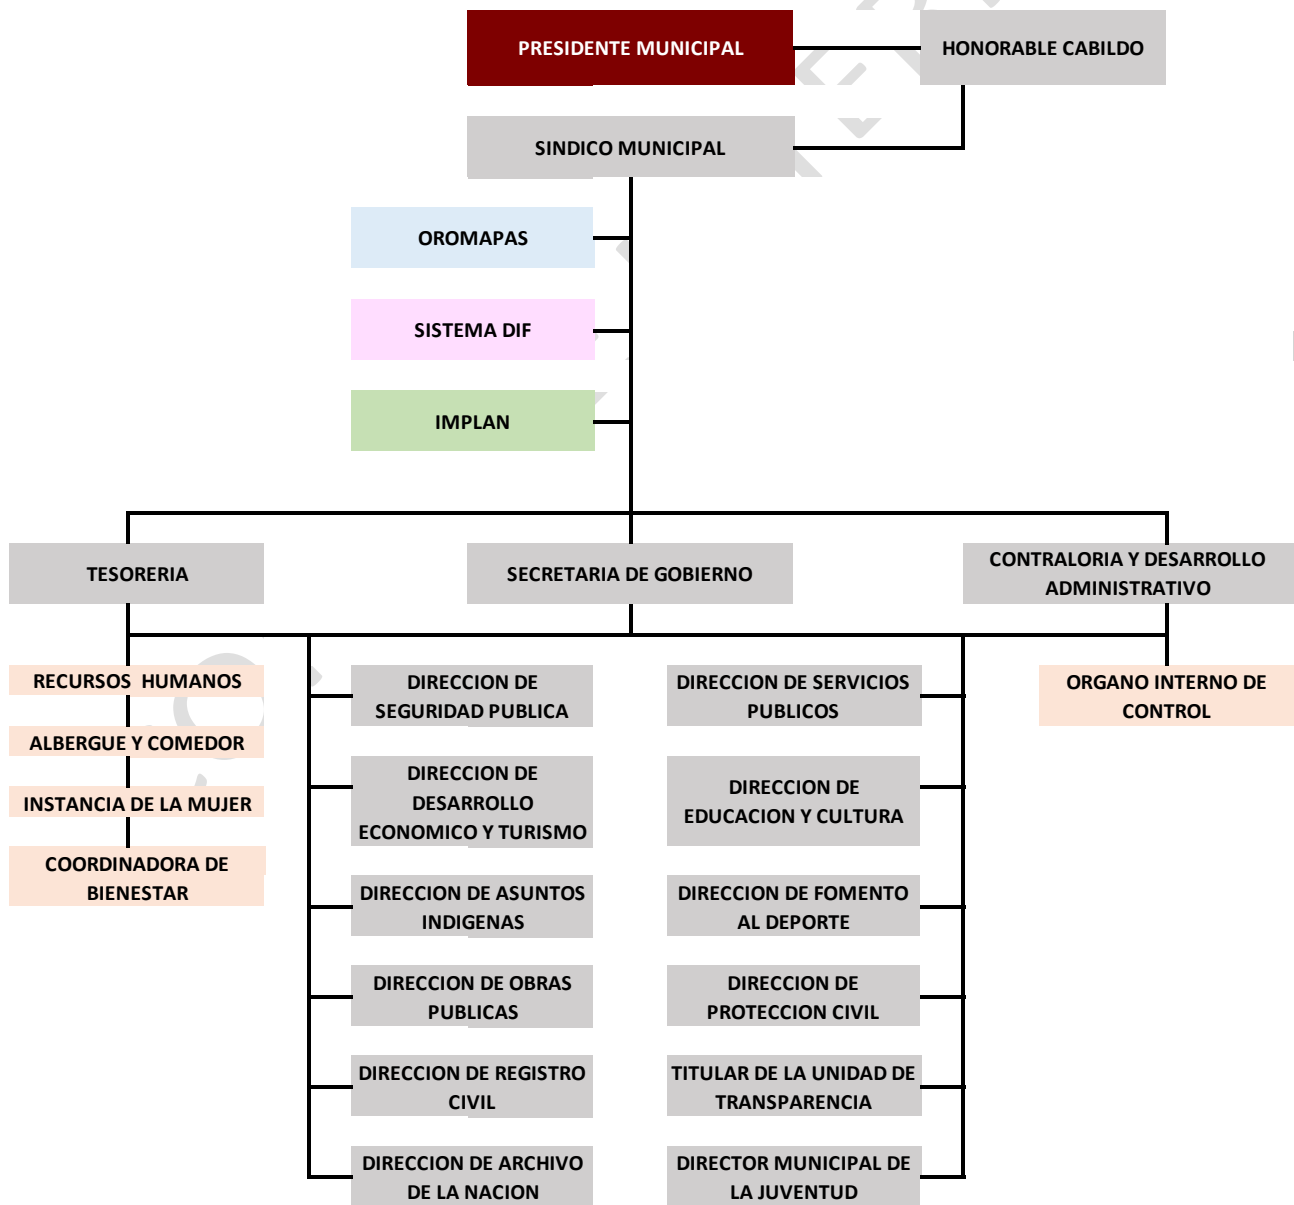 PRESIDENTE MUNICIPAL
HONORABLE CABILDO
SINDICO MUNICIPAL
OROMAPAS
SISTEMA DIF
IMPLAN
TESORERIA
SECRETARIA DE GOBIERNO
CONTRALORIA Y DESARROLLO
ADMINISTRATIVO
RECURSOS HUMANOS
ALBERGUE Y COMEDOR
INSTANCIA DE LA MUJER
COORDINADORA DE
BIENESTAR
DIRECCION DE
SEGURIDAD PUBLICA
DIRECCION DE
DESARROLLO
ECONOMICO Y TURISMO
DIRECCION DE ASUNTOS
INDIGENAS
DIRECCION DE OBRAS
PUBLICAS
DIRECCION DE REGISTRO
CIVIL
DIRECCION DE ARCHIVO
DE LA NACION
DIRECCION DE SERVICIOS
PUBLICOS
DIRECCION DE
EDUCACION Y CULTURA
DIRECCION DE FOMENTO
AL DEPORTE
DIRECCION DE
PROTECCION CIVIL
TITULAR DE LA UNIDAD DE
TRANSPARENCIA
DIRECTOR MUNICIPAL DE
LA JUVENTUD
ORGANO INTERNO DE
CONTROL